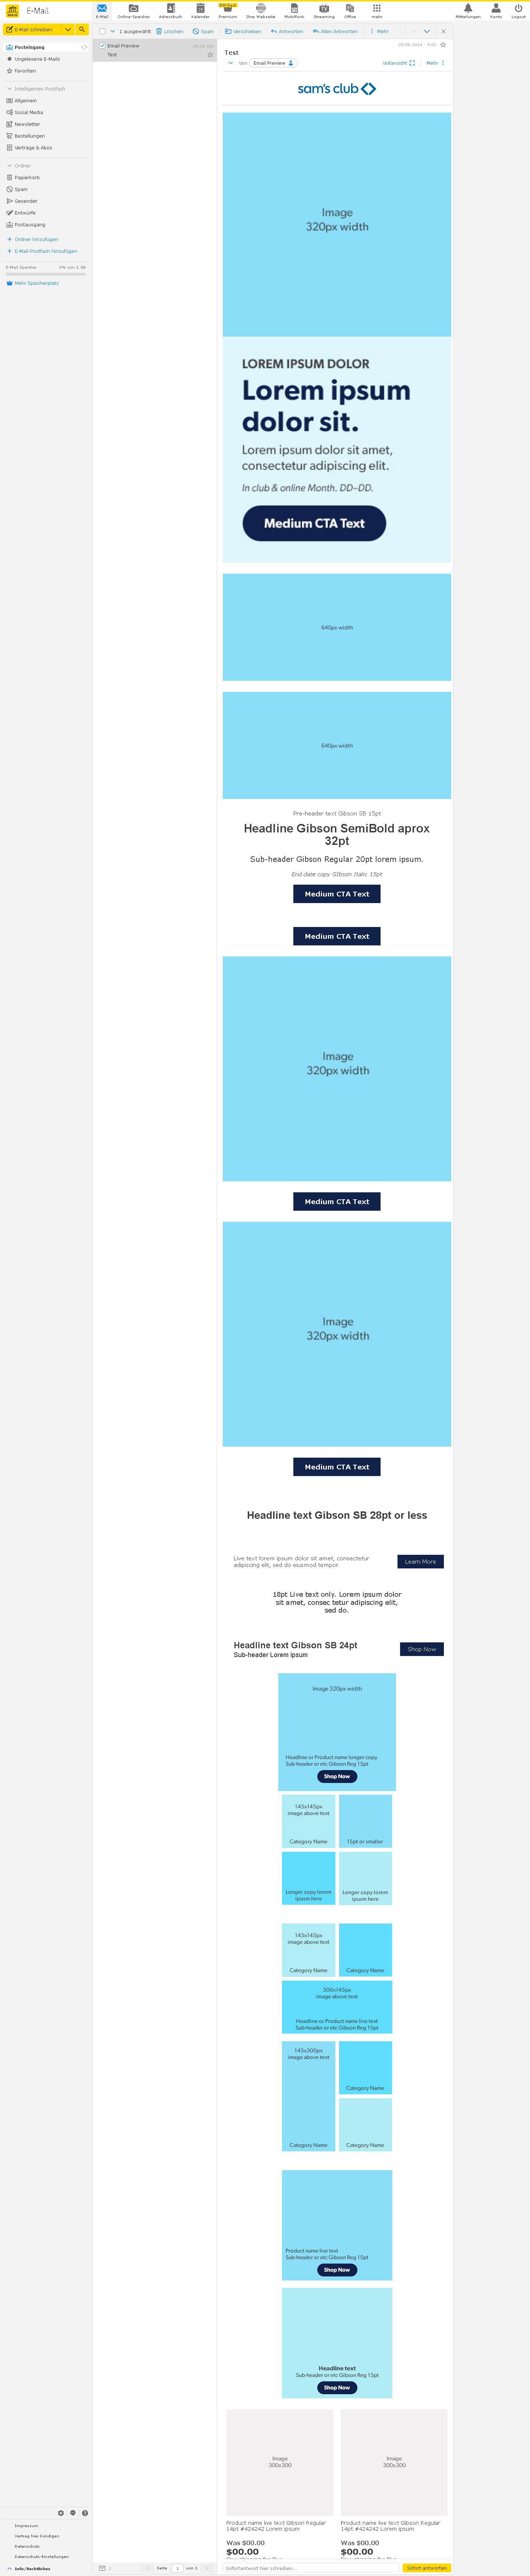 E-Mail
E-Mail
Online-Speicher
Adressbuch
Kalender
Premium
Ihre Webseite
Mobilfunk
Streaming
Office
mehr
Mitteilungen
Konto
Logout
E-Mail schreiben
Posteingang
Ungelesene E-Mails
Favoriten
Intelligentes Postfach
Allgemein
Social Media
Newsletter
Bestellungen
Verträge & Abos
Ordner
Papierkorb
Spam
Gesendet
Entwürfe
Postausgang
Ordner hinzufügen
E-Mail-Postfach hinzufügen
E-Mail Speicher
0% von 1 GB
Mehr Speicherplatz
1 ausgewählt
Löschen
Spam
Verschieben
Antworten
Allen Antworten
Mehr
Email Preview
Test
Test
Von
Email Preview
Vollansicht
Mehr
sam's club
Image
320px width
LOREM IPSUM DOLOR
Lorem ipsum
dolor sit.
Lorem ipsum dolor sit amet,
consectetur adipiscing elit.
In club & online Month. DD–DD.
Medium CTA Text
640px width
640px width
Pre-header text Gibson SB 15pt
Headline Gibson SemiBold aprox
32pt
Sub-header Gibson Regular 20pt lorem ipsum.
End date copy GIbson Italic 15pt
Medium CTA Text
Medium CTA Text
Image
320px width
Medium CTA Text
Image
320px width
Medium CTA Text
Headline text Gibson SB 28pt or less
Live text lorem ipsum dolor sit amet, consectetur
adipiscing elit, sed do eiusmod tempor.
Learn More
18pt Live text only. Lorem ipsum dolor
sit amet, consec tetur adipiscing elit,
sed do.
Headline text Gibson SB 24pt
Sub-header Lorem ipsum
Shop Now
Image 320px width
Headline or Product name longer copy
Sub-header or etc Gibson Reg 15pt
Shop Now
145x145px
image above text
Category Name
15pt or smaller
Longer copy lorem
ipusm here
Longer copy lorem
ipusm here
145x145px
image above text
Category Name
Category Name
300x145px
image above text
Headline or Product name live text
Sub-header or etc Gibson Reg 15pt
145x300px
image above text
Category Name
Category Name
Category Name
Product name live text
Sub-header or etc Gibson Reg 15pt
Shop Now
Headline text
Sub-header or etc Gibson Reg 15pt
Shop Now
Image
300x300
Image
300x300
Product name live text Gibson Regular
14pt #424242 Lorem ipsum
Product name live text Gibson Regular
14pt #424242 Lorem ipsum
Was $00.00
$00.00
Was $00.00
$00.00
Impressum
Vertrag hier kündigen
Datenschutz
Datenschutz-Einstellungen
Info/Rechtliches
1
Seite
1
von 1
Sofortantwort hier schreiben...
Sofort antworten